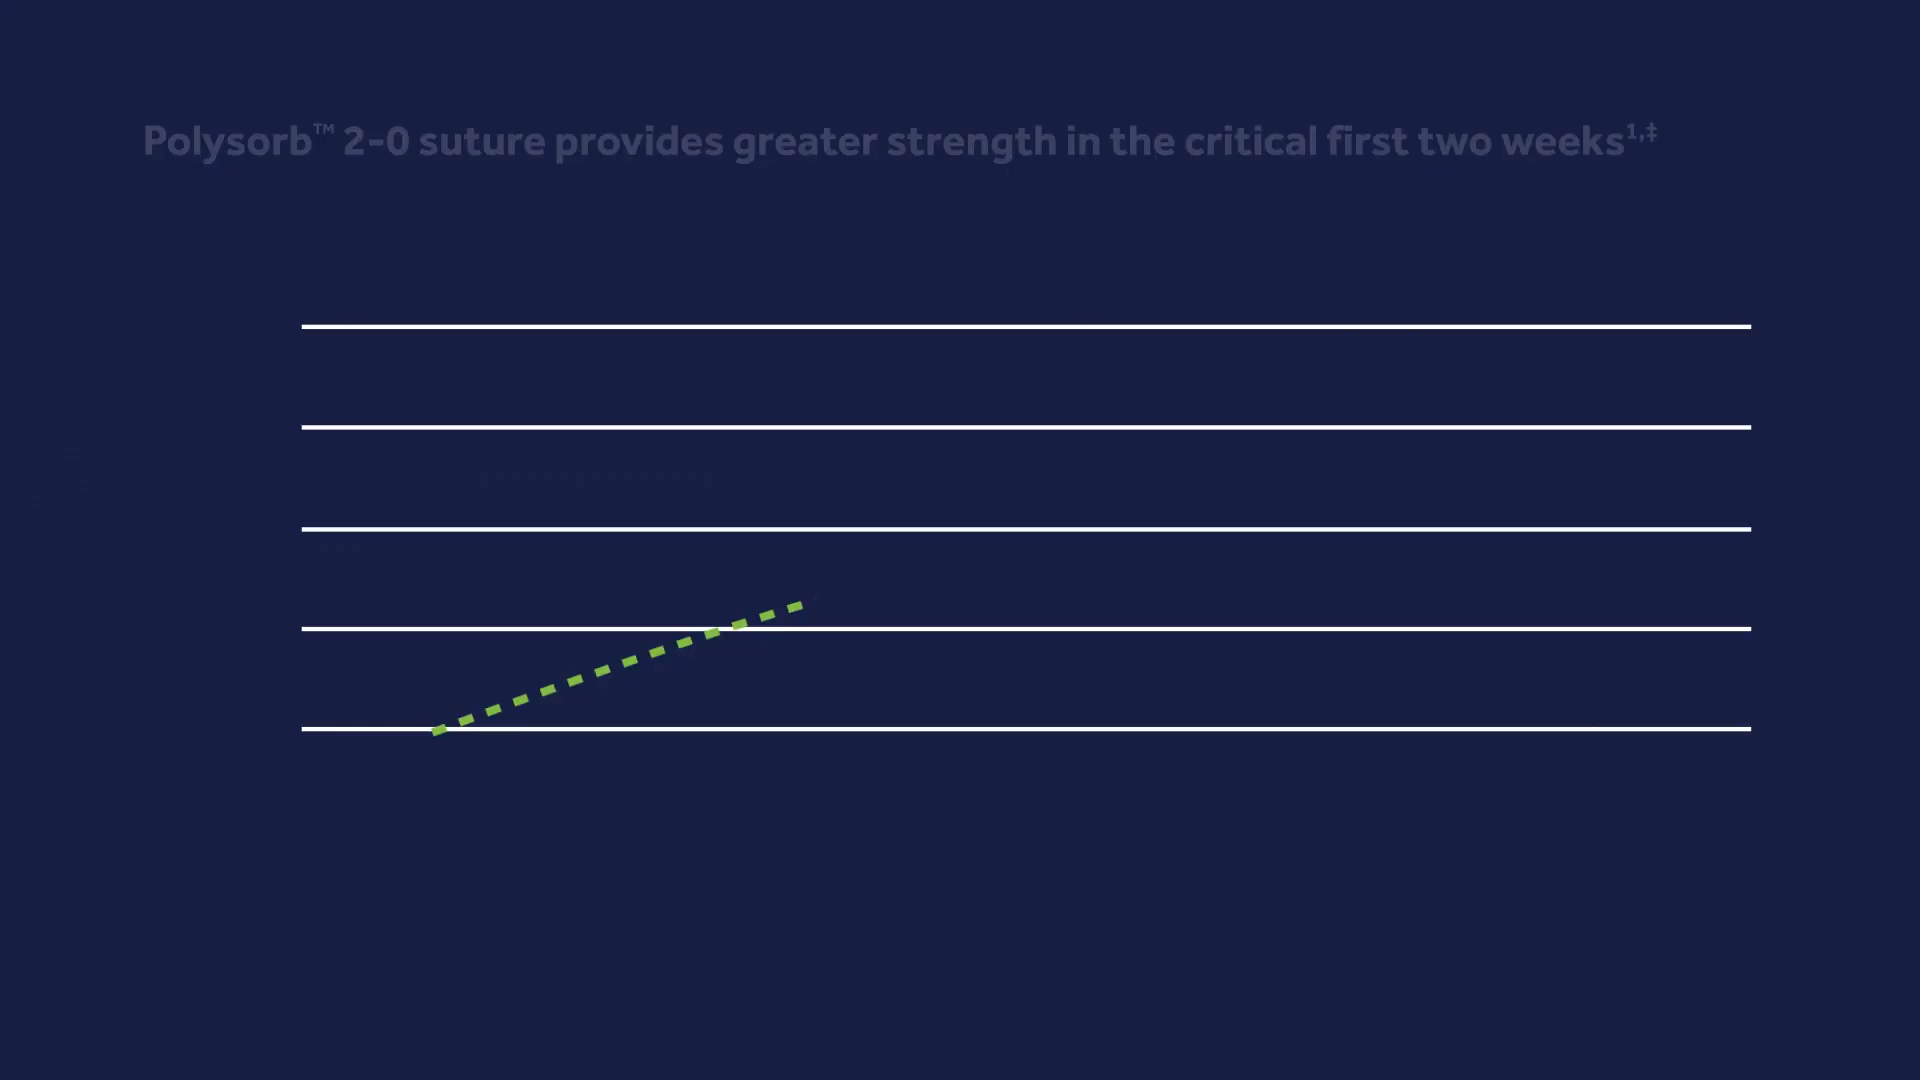 Polysorb™ 2-0 suture provides greater strength in the critical first two weeks¹,‡